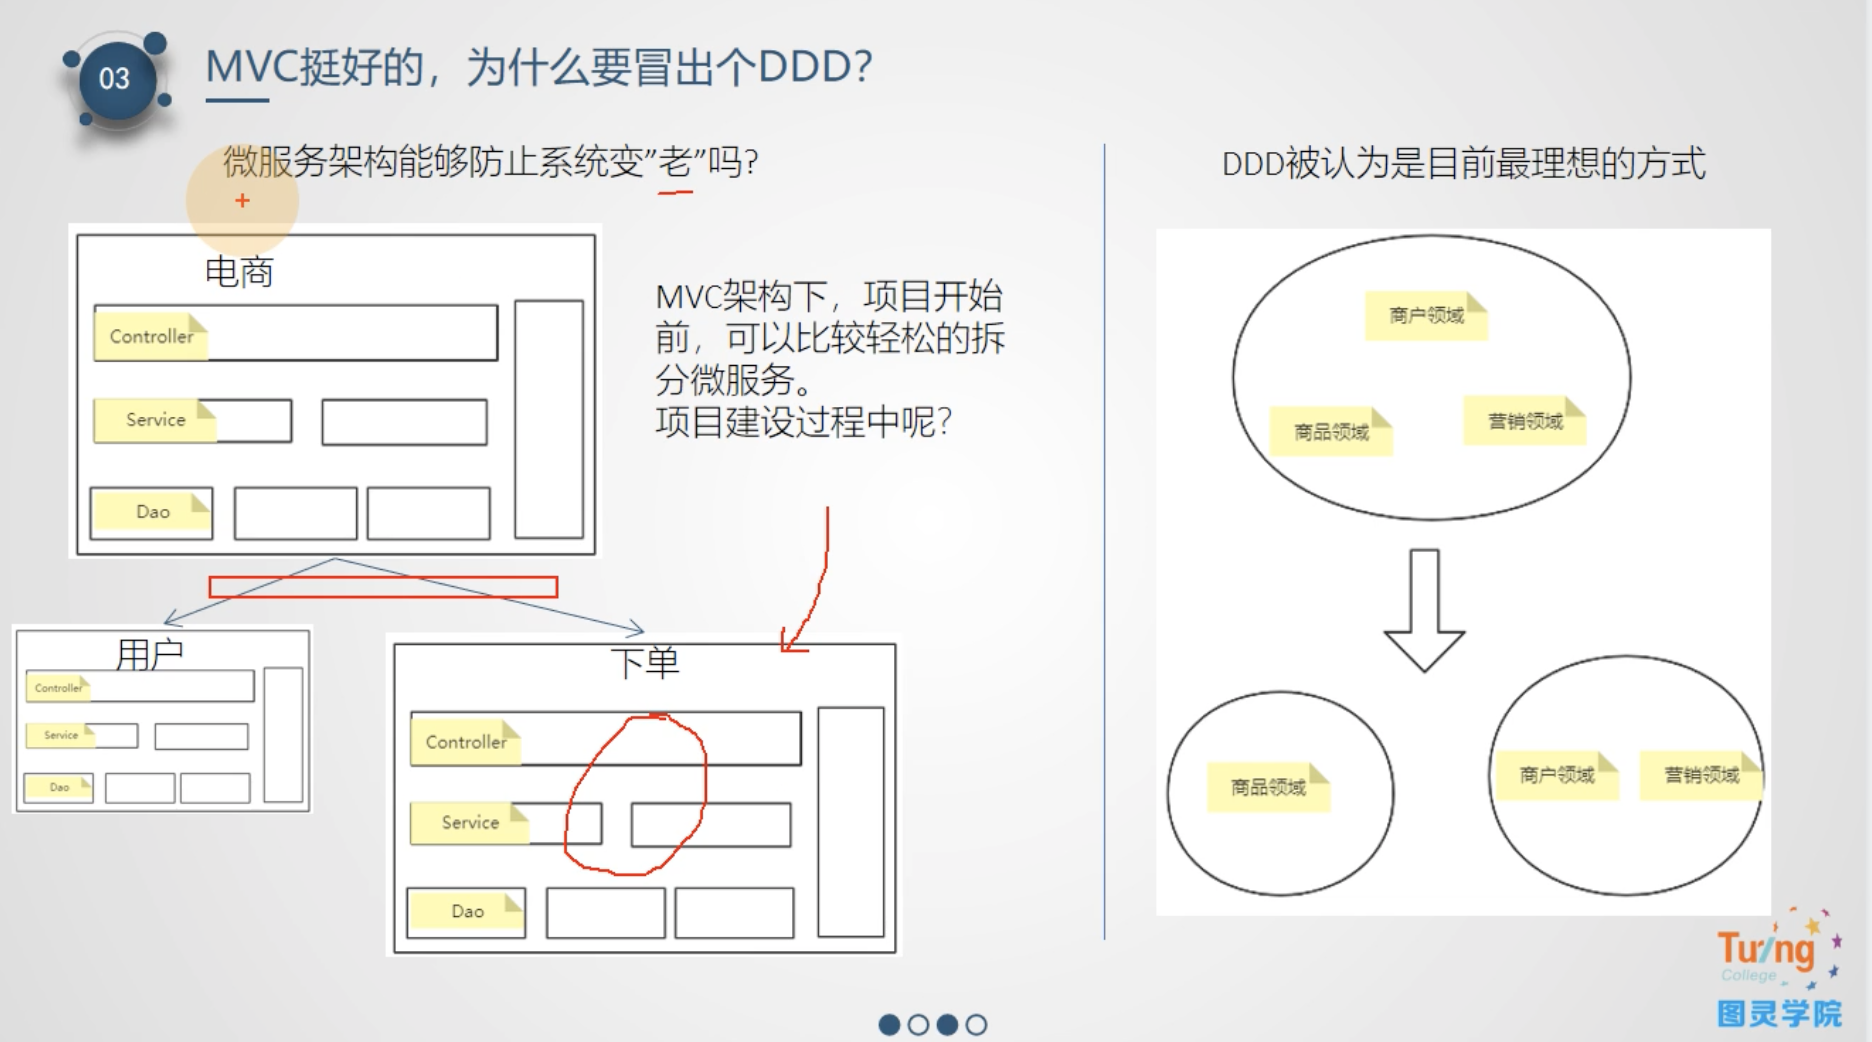 03
MVC挺好的，为什么要冒出个DDD？
微服务架构能够防止系统变”老”吗？
电商
Controller
Service
Dao
MVC架构下，项目开始
前，可以比较轻松的拆
分微服务。
项目建设过程中呢？
用户
Controller
Service
Dao
下单
Controller
Service
Dao
DDD被认为是目前最理想的方式
商户领域
商品领域
营销领域
商品领域
商户领域
营销领域
Turing
College
图灵学院